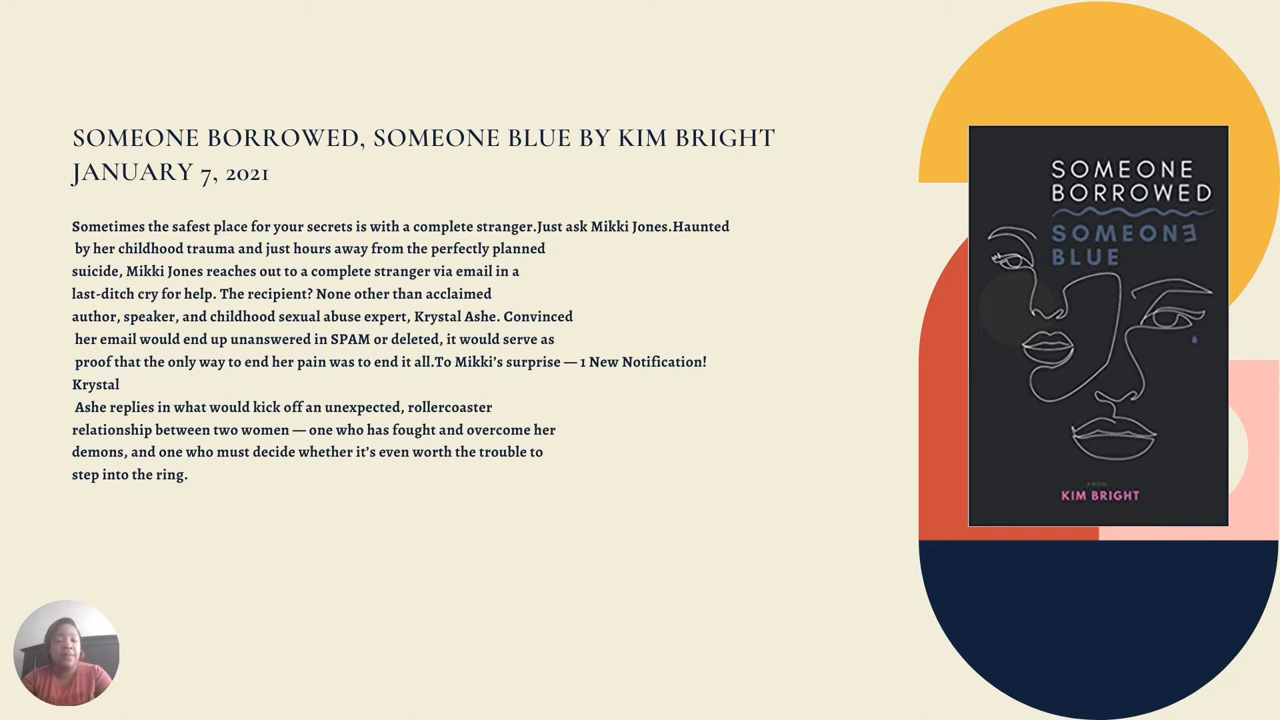 SOMEONE BORROWED, SOMEONE BLUE BY KIM BRIGHT
JANUARY 7, 2021
Sometimes the safest place for your secrets is with a complete stranger.Just ask Mikki Jones.Haunted
by her childhood trauma and just hours away from the perfectly planned
suicide, Mikki Jones reaches out to a complete stranger via email in a
last-ditch cry for help. The recipient? None other than acclaimed
author, speaker, and childhood sexual abuse expert, Krystal Ashe. Convinced
her email would end up unanswered in SPAM or deleted, it would serve as
proof that the only way to end her pain was to end it all.To Mikki’s surprise — 1 New Notification!
Krystal
Ashe replies in what would kick off an unexpected, rollercoaster
relationship between two women — one who has fought and overcome her
demons, and one who must decide whether it’s even worth the trouble to
step into the ring.
SOMEONE
BORROWED
SOMEONE
BLUE
A NOVEL
KIM BRIGHT